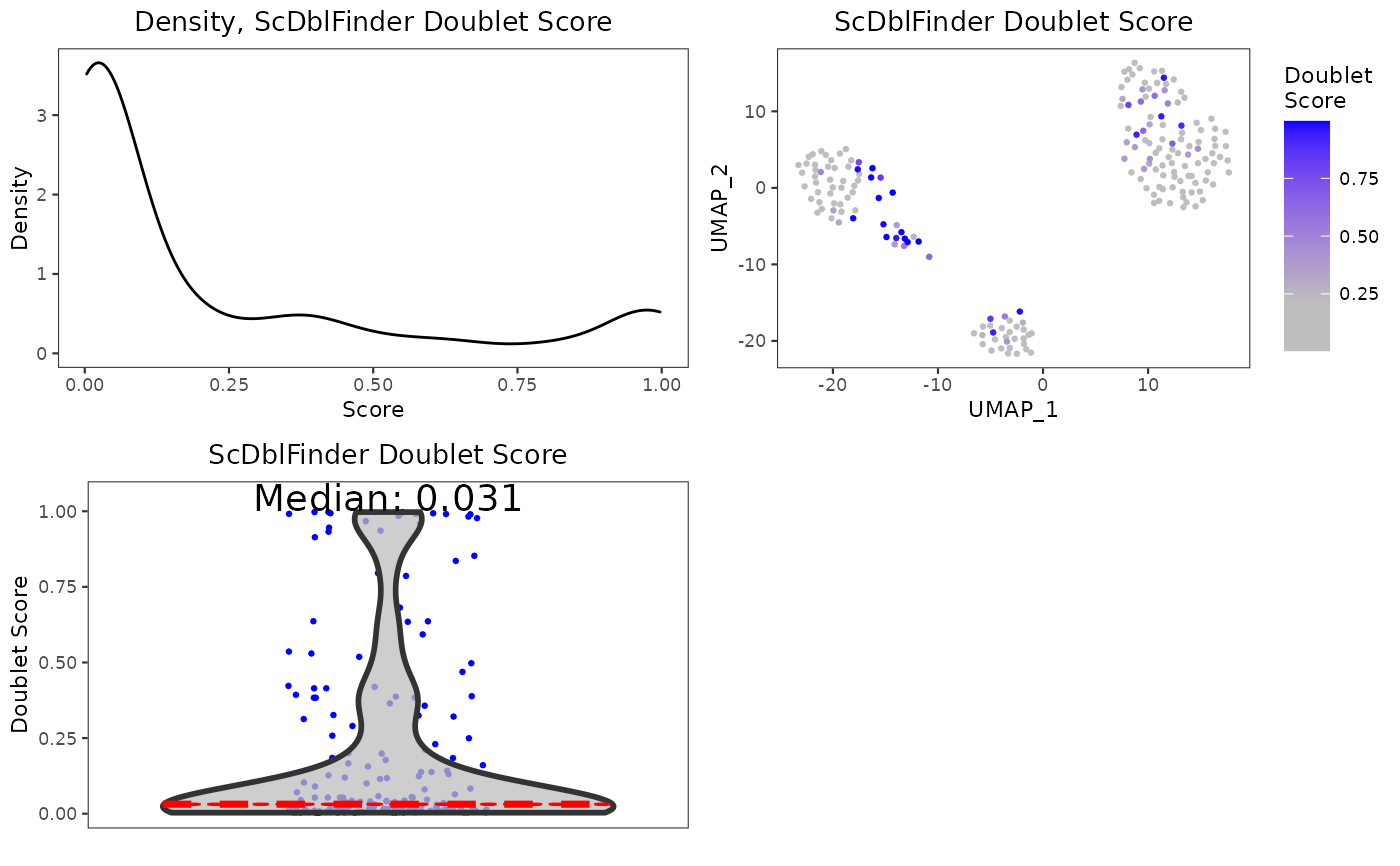 Density, ScDblFinder Doublet Score
3
2
1
0
Density
0.00 0.25 0.50 0.75 1.00
Score
ScDblFinder Doublet Score
10
0
-10
-20
UMAP_2
-20 -10 0 10
UMAP_1
Doublet
Score
0.75
0.50
0.25
ScDblFinder Doublet Score
Median: 0.031
1.00
0.75
0.50
0.25
0.00
Doublet Score